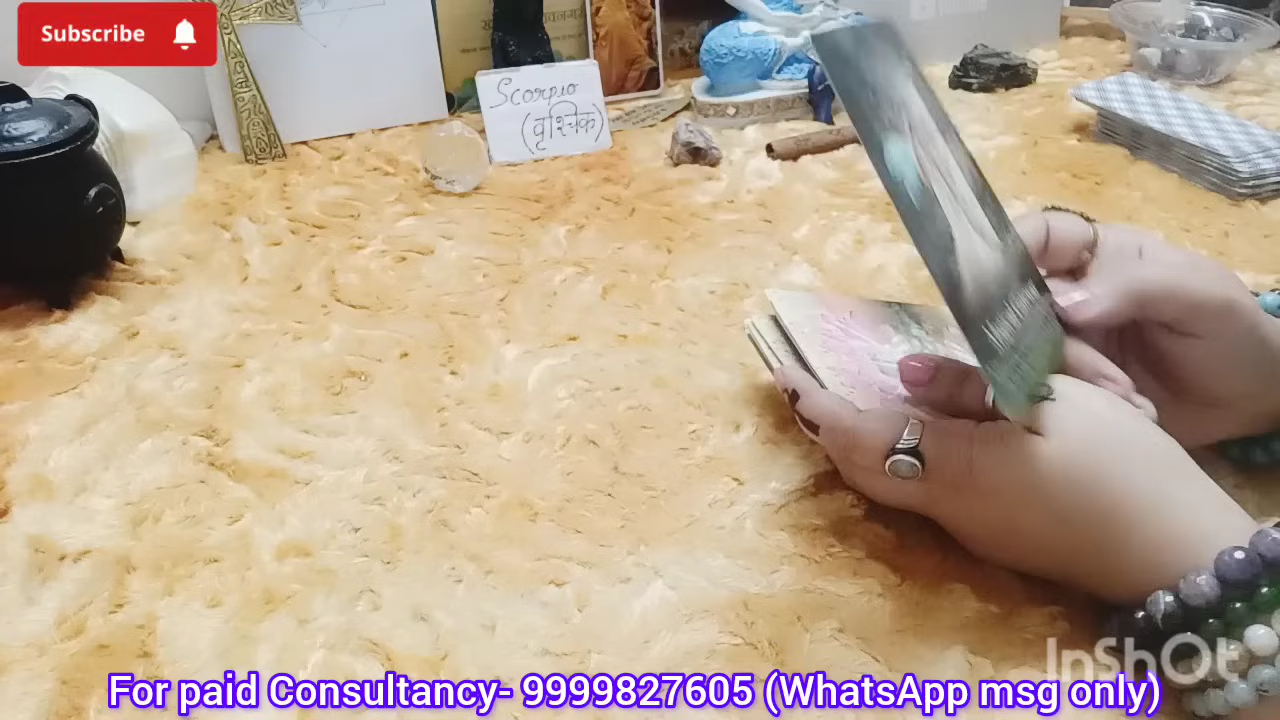 Subscribe
Scorpio
(वृश्चिक)
InShOt
For paid Consultancy- 9999827605 (WhatsApp msg only)